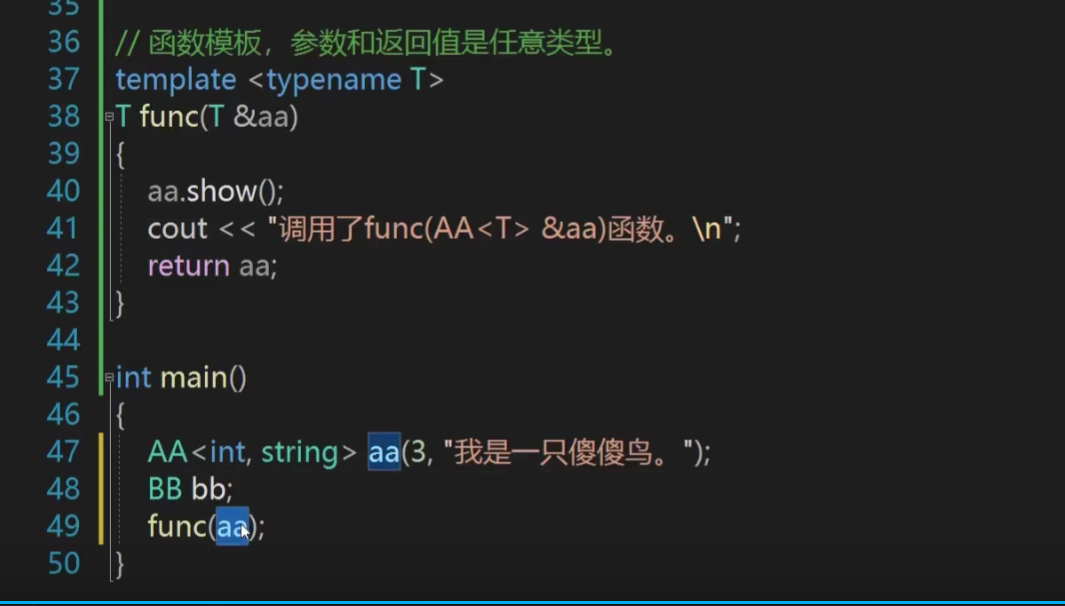 35
36 // 函数模板，参数和返回值是任意类型。
37 template <typename T>
38 T func(T &aa)
39 {
40 aa.show();
41 cout << "调用了func(AA<T> &aa)函数。\n";
42 return aa;
43 }
44
45 int main()
46 {
47 AA<int, string> aa(3, "我是一只傻傻鸟。");
48 BB bb;
49 func(aa);
50 }